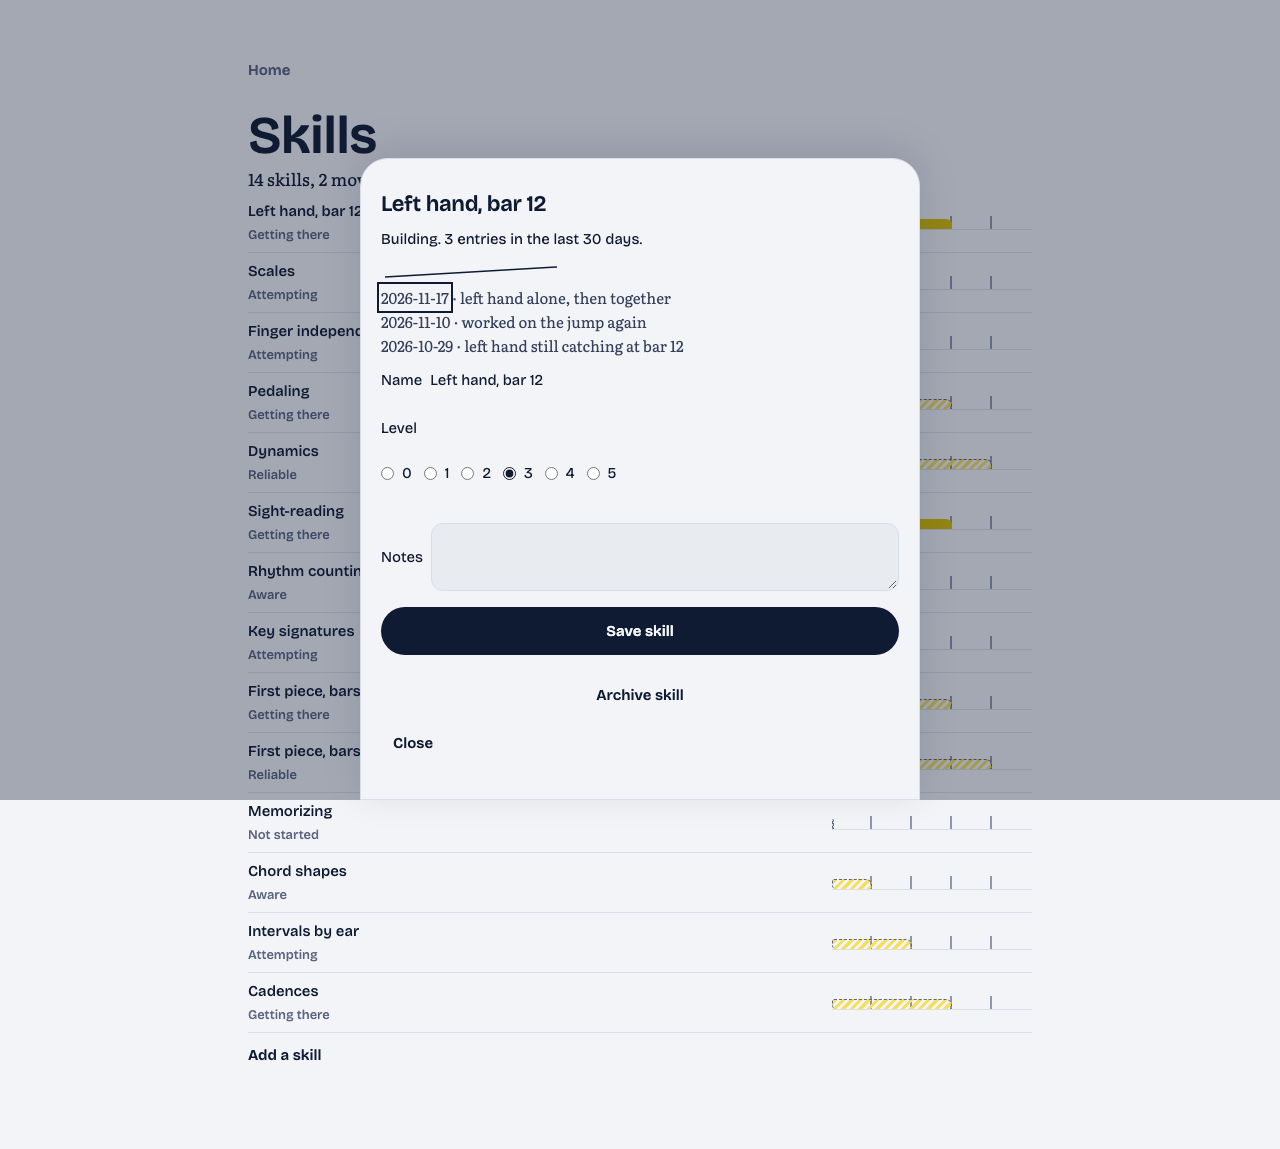 Home
Skills
14 skills, 2
Left hand, bar 12
Getting there
Scales
Attempting
Finger
Attempting
Pedaling
Getting there
Dynamics
Reliable
Sight-reading
Getting there
Rhythm
Aware
Key signatures
Attempting
First piece, bars
Getting there
First piece, bars
Reliable
Memorizing
Not started
Chord shapes
Aware
Intervals by ear
Attempting
Cadences
Getting there
Add a skill
Left hand, bar 12
Building. 3 entries in the last 30 days.
2026-11-17 · left hand alone, then together
2026-11-10 · worked on the jump again
2026-10-29 · left hand still catching at bar 12
Name Left hand, bar 12
Level
0 1 2 3 4 5
Notes
Save skill
Archive skill
Close